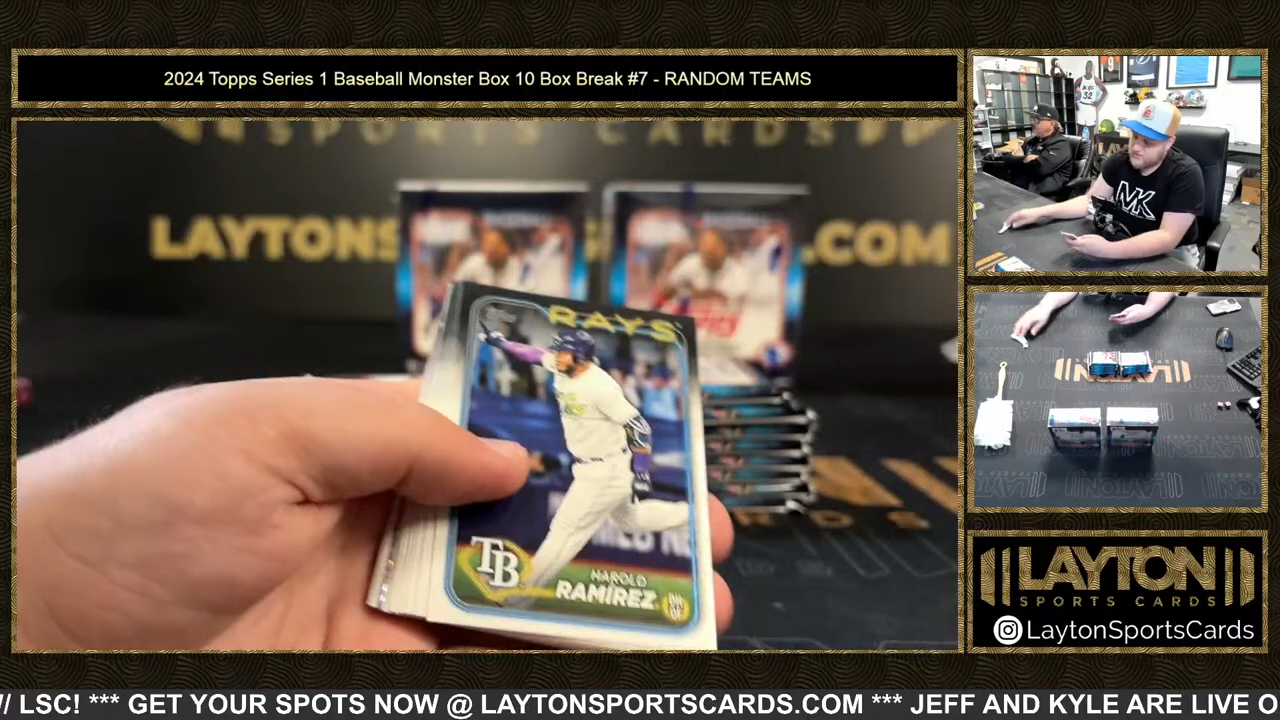 2024 Topps Series 1 Baseball Monster Box 10 Box Break #7 - RANDOM TEAMS
LAYTONS
.COM
RAYS
TB
HAROLD
RAMIREZ
MK
LAYTON
SPORTS CARDS
LaytonSportsCards
// LSC! *** GET YOUR SPOTS NOW @ LAYTONSPORTSCARDS.COM *** JEFF AND KYLE ARE LIVE O